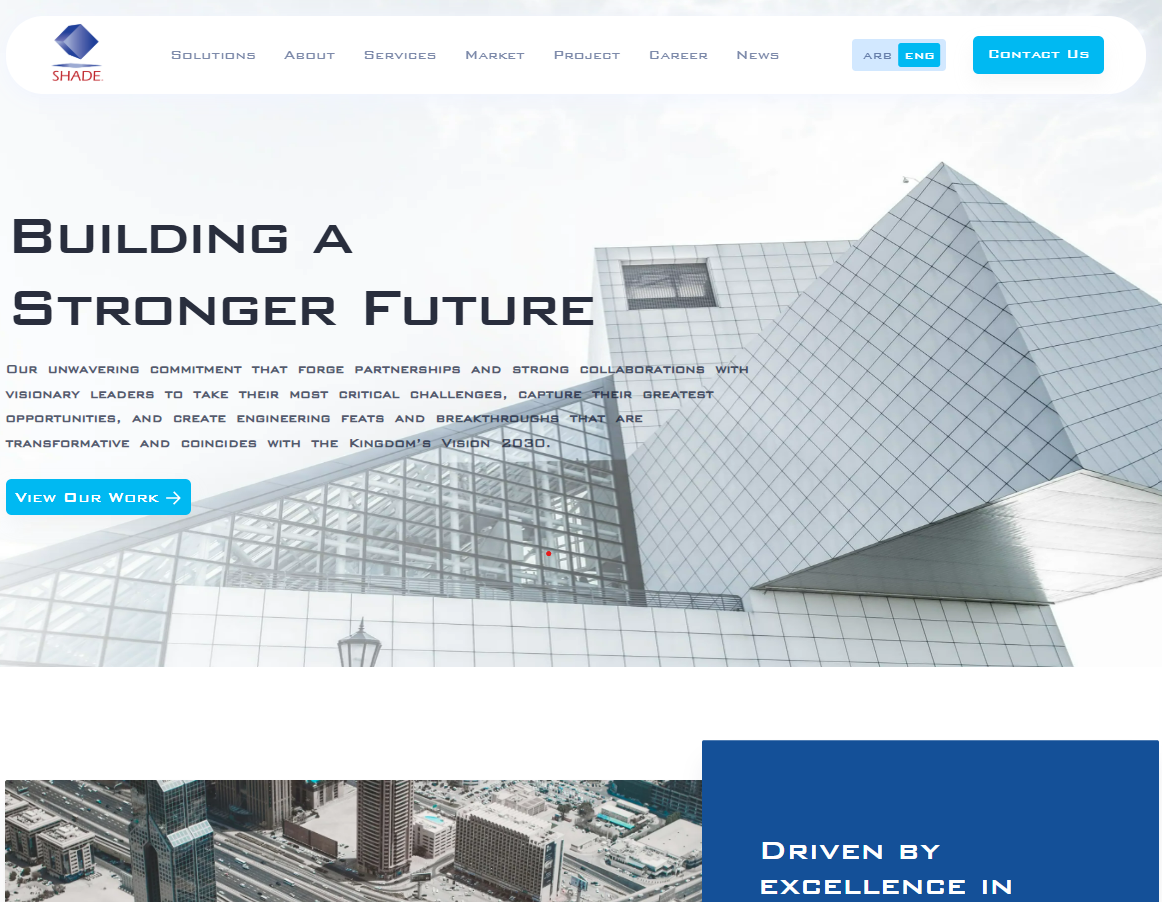 SHADE
Solutions About Services Market Project Career News
ARB ENG
Contact Us
Building a
Stronger Future
Our unwavering commitment that forge partnerships and strong collaborations with
visionary leaders to take their most critical challenges, capture their greatest
opportunities, and create engineering feats and breakthroughs that are
transformative and coincides with the Kingdom's Vision 2030.
View Our Work →
Driven by
excellence in